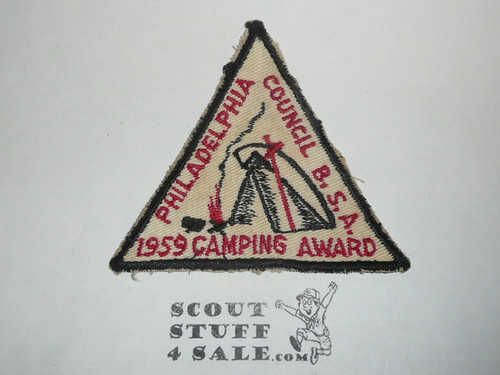 PHILADELPHIA COUNCIL B.S.A.
1959 CAMPING AWARD
SCOUT
STUFF
4 SALE.COM